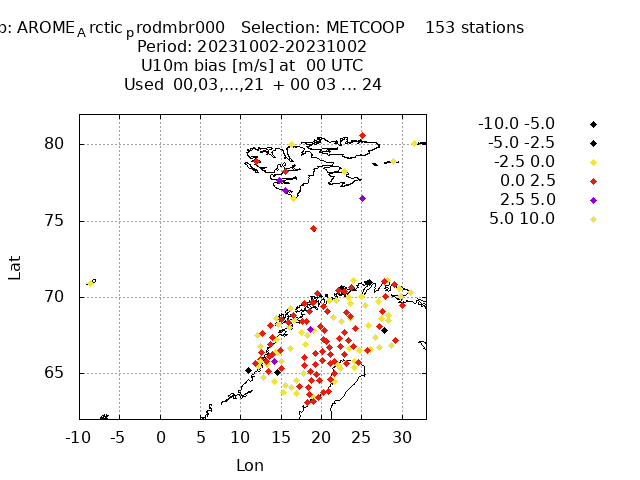 p: AROME_Arctic_prodmbr000 Selection: METCOOP 153 stations
Period: 20231002-20231002
U10m bias [m/s] at 00 UTC
Used 00,03,...,21 + 00 03 ... 24
-10.0 -5.0
-5.0 -2.5
-2.5 0.0
0.0 2.5
2.5 5.0
5.0 10.0
80
75
70
65
Lat
-10 -5 0 5 10 15 20 25 30
Lon